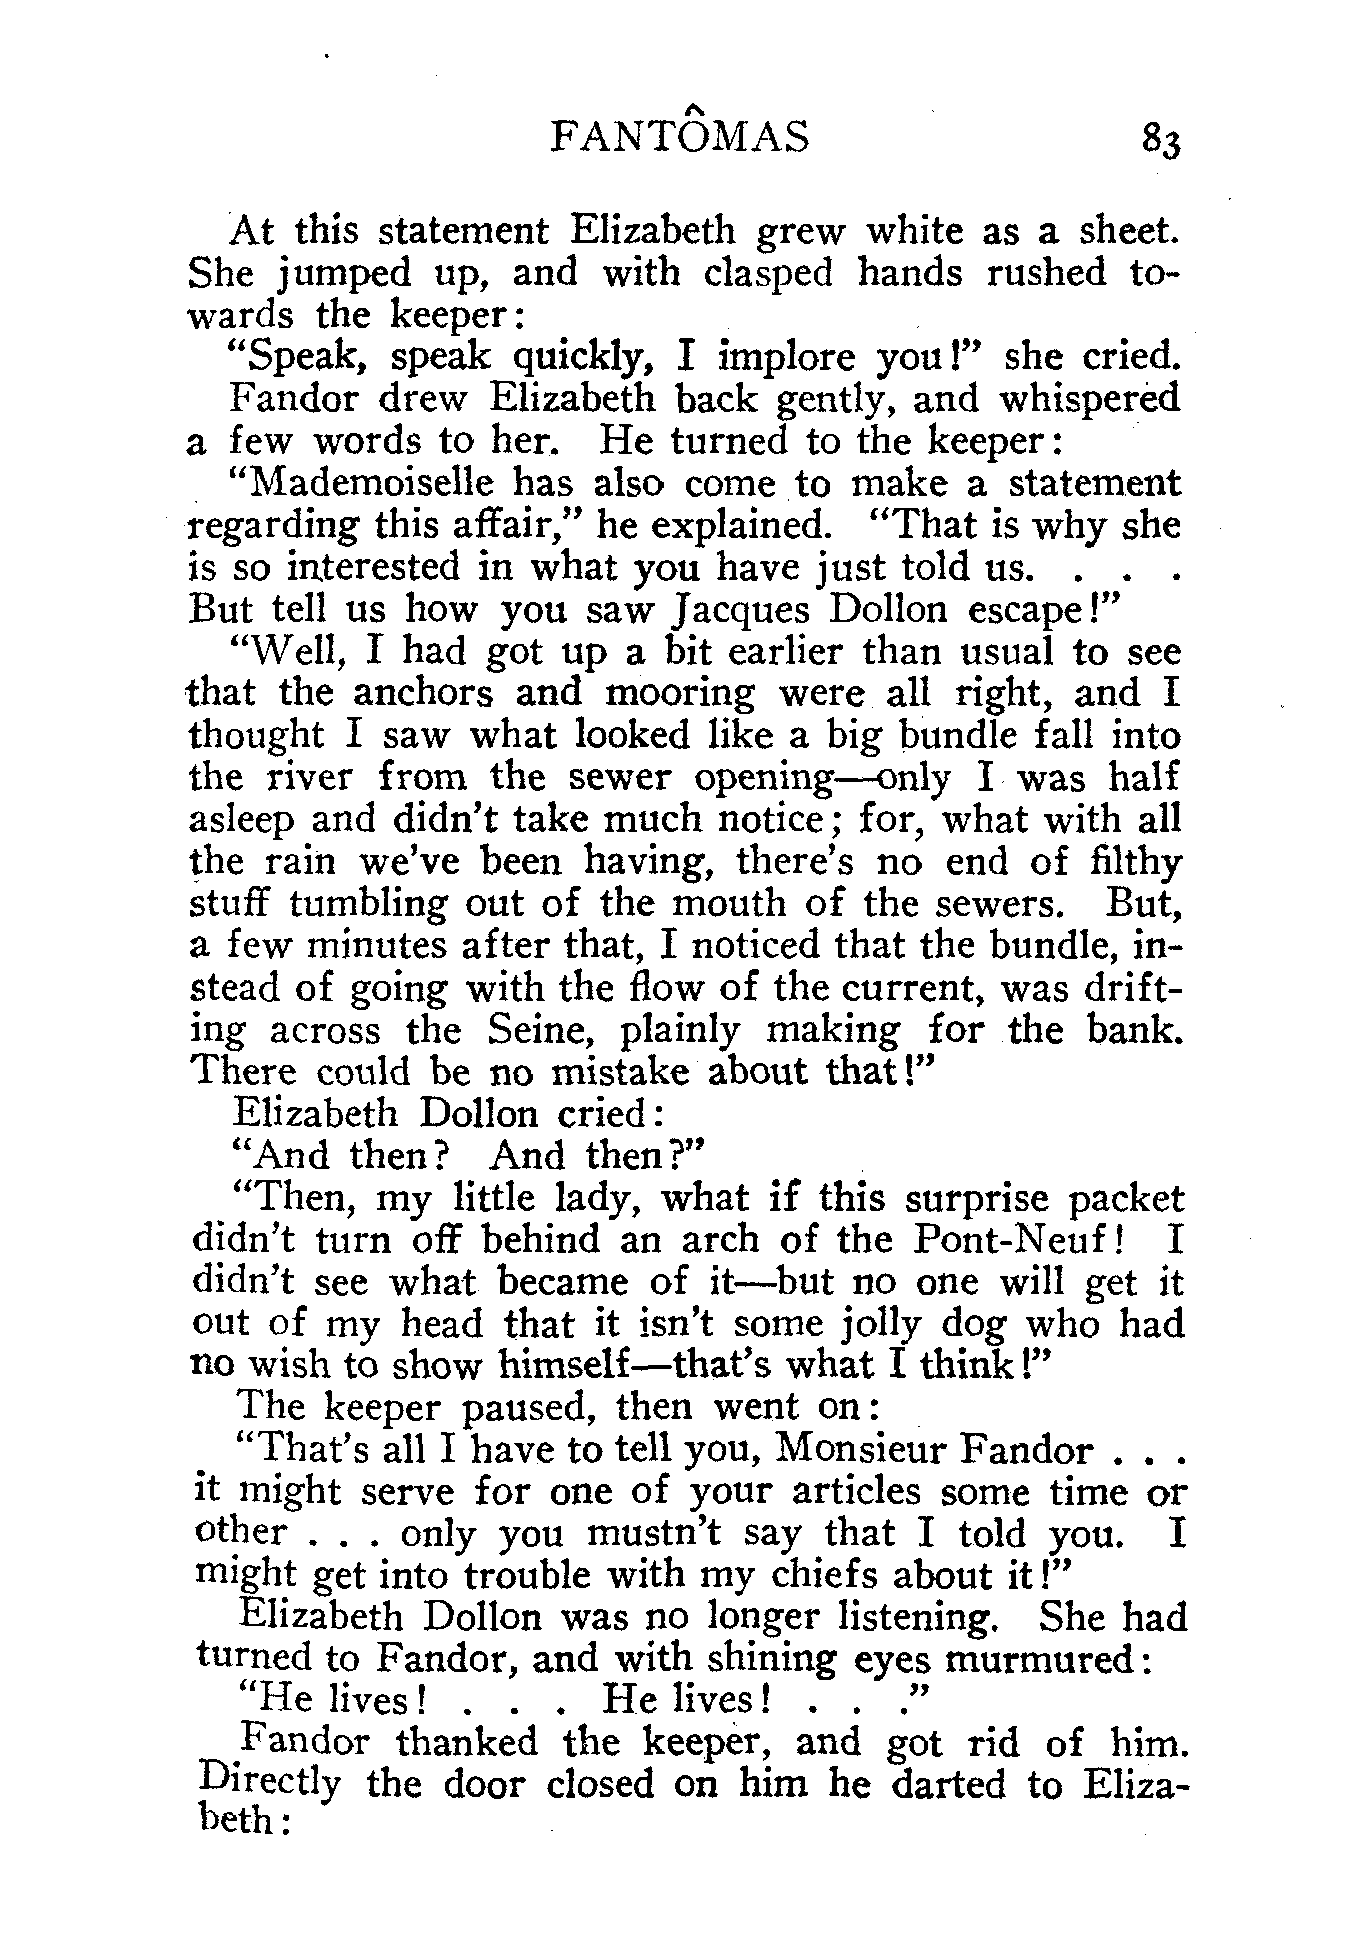 FANTÔMAS 83
At this statement Elizabeth grew white as a sheet.
She jumped up, and with clasped hands rushed to-
wards the keeper:
“Speak, speak quickly, I implore you!” she cried.
Fandor drew Elizabeth back gently, and whispered
a few words to her. He turned to the keeper:
“Mademoiselle has also come to make a statement
regarding this affair,” he explained. “That is why she
is so interested in what you have just told us. . . .
But tell us how you saw Jacques Dollon escape!”
“Well, I had got up a bit earlier than usual to see
that the anchors and mooring were all right, and I
thought I saw what looked like a big bundle fall into
the river from the sewer opening—only I was half
asleep and didn’t take much notice; for, what with all
the rain we’ve been having, there’s no end of filthy
stuff tumbling out of the mouth of the sewers. But,
a few minutes after that, I noticed that the bundle, in-
stead of going with the flow of the current, was drift-
ing across the Seine, plainly making for the bank.
There could be no mistake about that!”
Elizabeth Dollon cried:
“And then? And then?”
“Then, my little lady, what if this surprise packet
didn’t turn off behind an arch of the Pont-Neuf! I
didn’t see what became of it—but no one will get it
out of my head that it isn’t some jolly dog who had
no wish to show himself—that’s what I think!”
The keeper paused, then went on:
“That’s all I have to tell you, Monsieur Fandor . . .
it might serve for one of your articles some time or
other . . . only you mustn’t say that I told you. I
might get into trouble with my chiefs about it!”
Elizabeth Dollon was no longer listening. She had
turned to Fandor, and with shining eyes murmured:
“He lives! . . . He lives! . . .”
Fandor thanked the keeper, and got rid of him.
Directly the door closed on him he darted to Eliza-
beth: